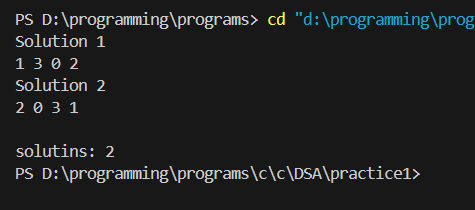 PS D:\programming\programs> cd "d:\programming\prog
Solution 1
1 3 0 2
Solution 2
2 0 3 1
solutins: 2
PS D:\programming\programs\c\c\DSA\practice1>